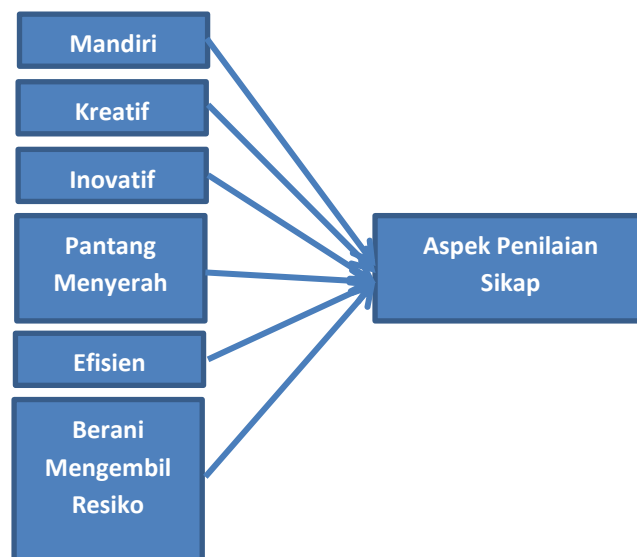 Mandiri
Kreatif
Inovatif
Pantang
Menyerah
Efisien
Berani
Mengembil
Resiko
Aspek Penilaian
Sikap